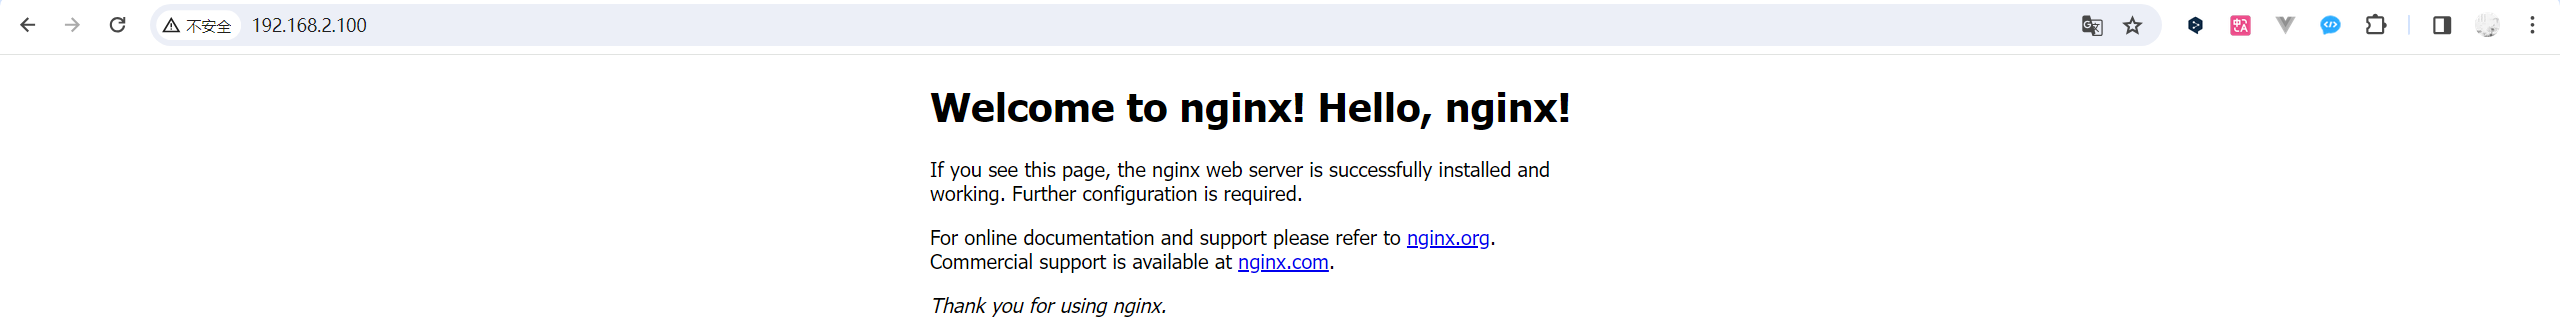 不安全 192.168.2.100
Welcome to nginx! Hello, nginx!
If you see this page, the nginx web server is successfully installed and
working. Further configuration is required.
For online documentation and support please refer to nginx.org.
Commercial support is available at nginx.com.
Thank you for using nginx.